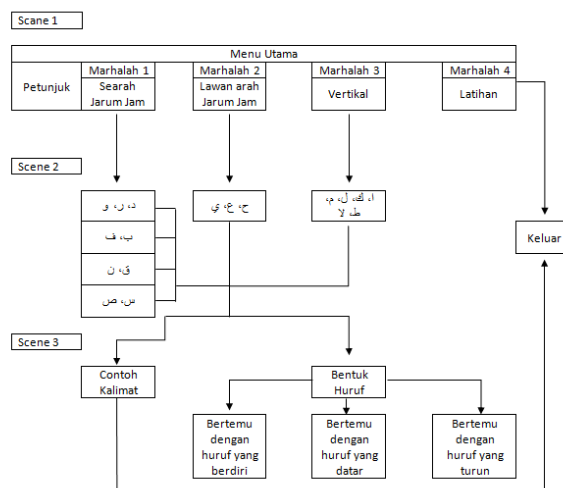 Scane 1
Menu Utama
Petunjuk
Marhalah 1
Searah
Jarum Jam
Marhalah 2
Lawan arah
Jarum Jam
Marhalah 3
Vertikal
Marhalah 4
Latihan
Scene 2
د، ر، و
ب، ف
ق، ن
س، ص
ح، ع، ي
ا، ك، ل، م،
ط، لا
Keluar
Scene 3
Contoh
Kalimat
Bentuk
Huruf
Bertemu
dengan
huruf yang
berdiri
Bertemu
dengan
huruf yang
datar
Bertemu
dengan
huruf yang
turun